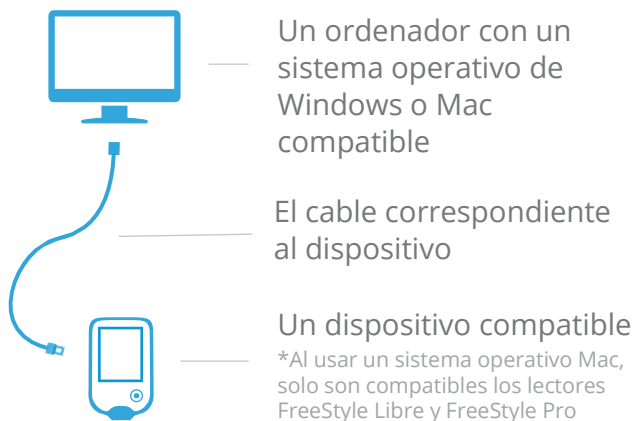 Un ordenador con un
sistema operativo de
Windows o Mac
compatible
El cable correspondiente
al dispositivo
Un dispositivo compatible
*Al usar un sistema operativo Mac,
solo son compatibles los lectores
FreeStyle Libre y FreeStyle Pro